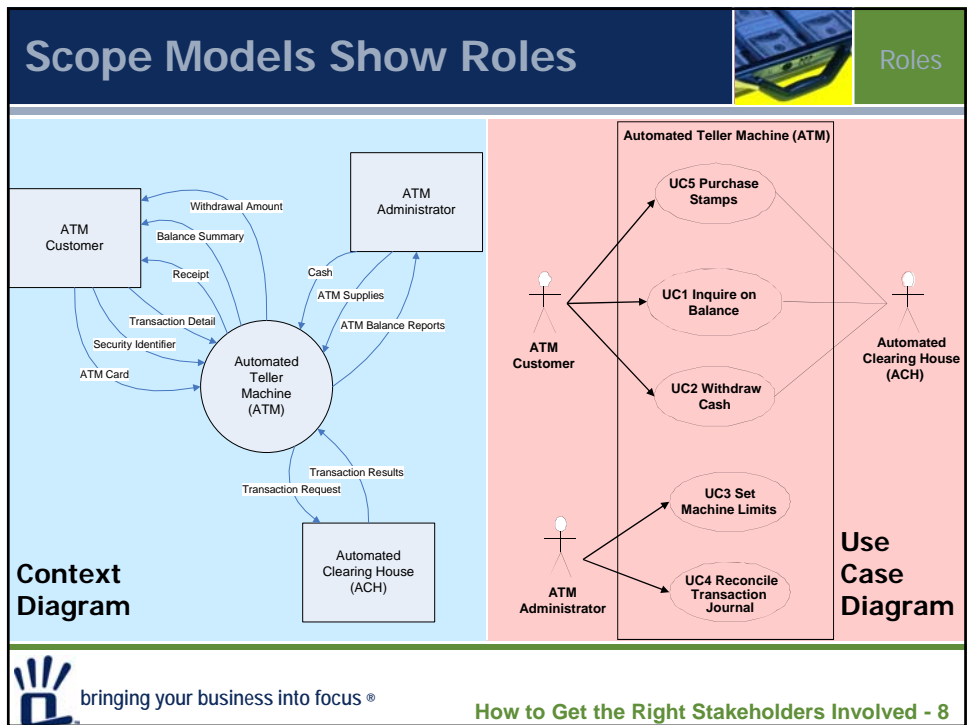 Scope Models Show Roles
Roles
ATM
Customer
ATM
Administrator
Withdrawal Amount
Balance Summary
Receipt
Transaction Detail
Security Identifier
ATM Card
Cash
ATM Supplies
ATM Balance Reports
Automated
Teller
Machine
(ATM)
Transaction Results
Transaction Request
Automated
Clearing House
(ACH)
Context
Diagram
Automated Teller Machine (ATM)
UC5 Purchase
Stamps
UC1 Inquire on
Balance
UC2 Withdraw
Cash
ATM
Customer
Automated
Clearing House
(ACH)
UC3 Set
Machine Limits
UC4 Reconcile
Transaction
Journal
ATM
Administrator
Use
Case
Diagram
bringing your business into focus ®
How to Get the Right Stakeholders Involved - 8